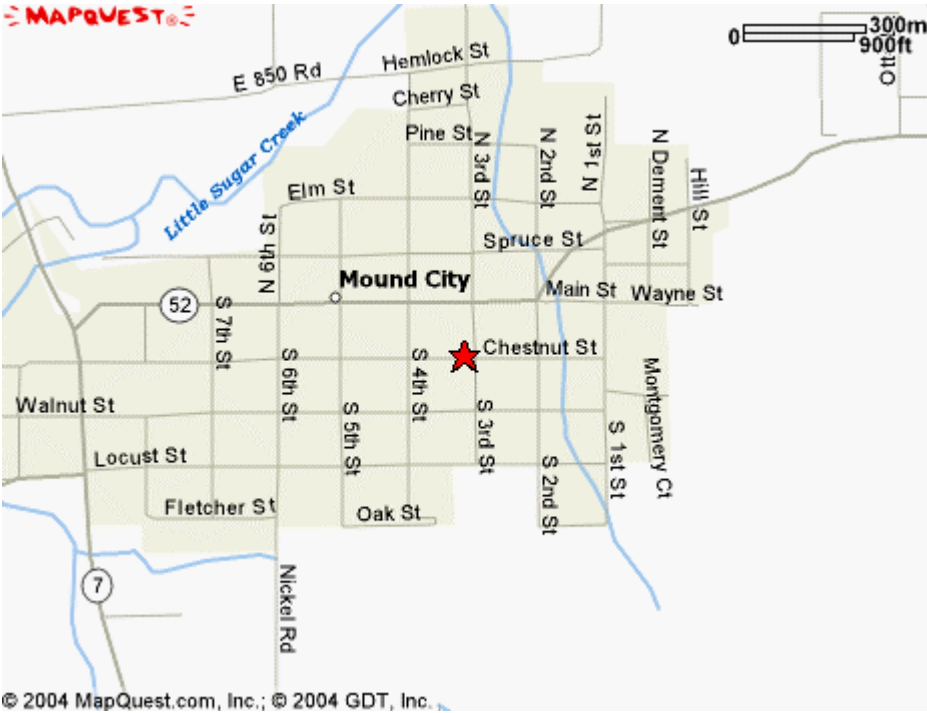 MAPQUEST
0
300m
900ft
Hemlock St
E 850 Rd
Cherry St
Pine St
N 3rd St
N 2nd St
N 1st St
N Dement St
Hill St
Little Sugar Creek
Elm St
N 6th St
Spruce St
Mound City
Main St
Wayne St
52
S 7th St
Chestnut St
S 6th St
S 4th St
Montgomery Ct
Walnut St
S 5th St
S 3rd St
S 1st St
Locust St
S 2nd St
Fletcher St
Oak St
7
Nickel Rd
© 2004 MapQuest.com, Inc.; © 2004 GDT, Inc.